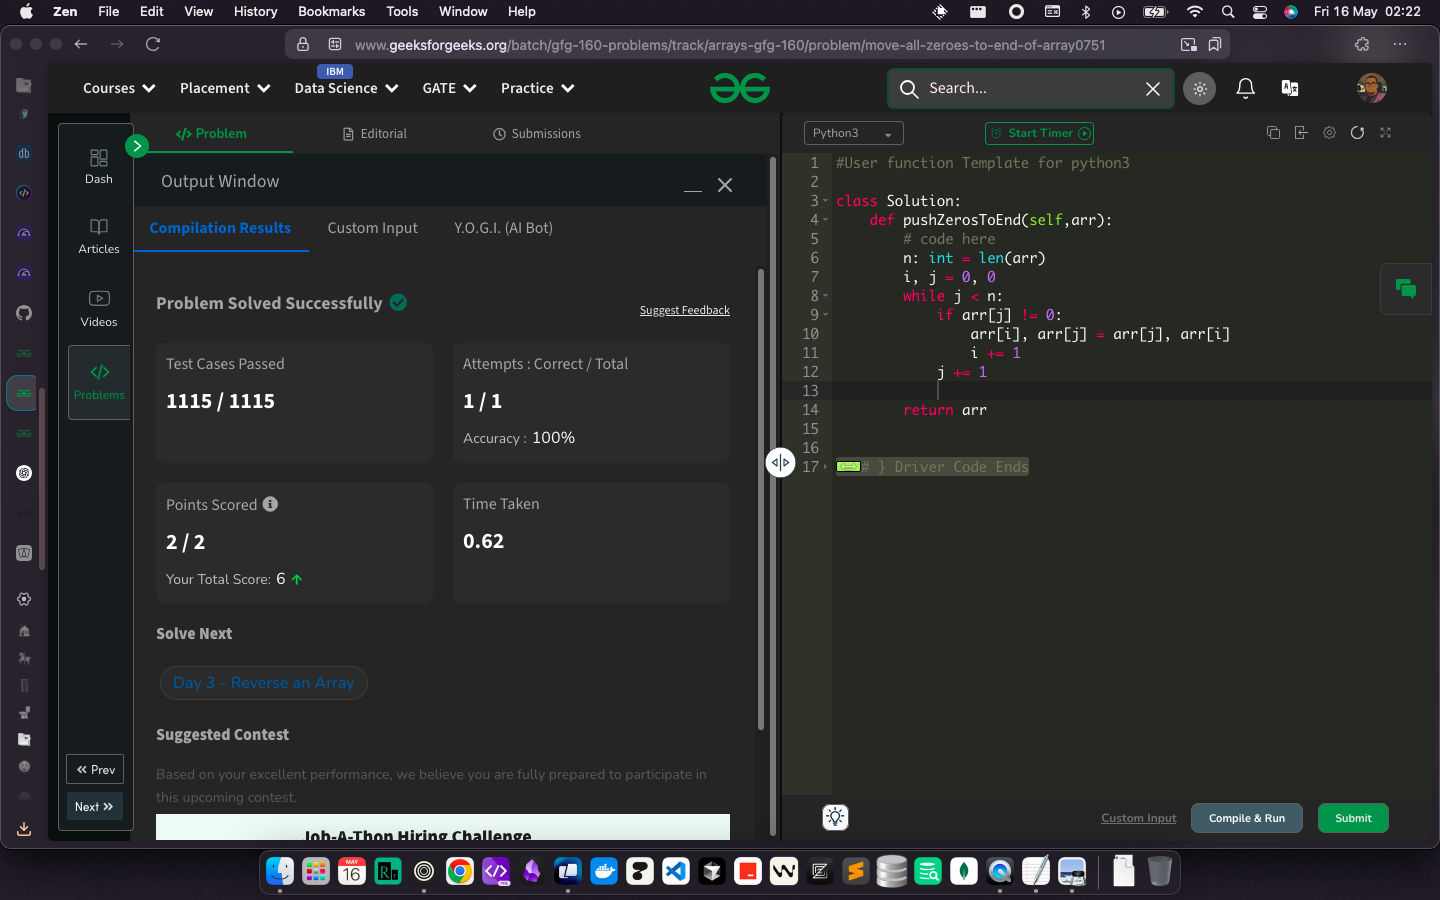 Zen File Edit View History Bookmarks Tools Window Help Fri 16 May 02:22
www.geeksforgeeks.org/batch/gfg-160-problems/track/arrays-gfg-160/problem/move-all-zeroes-to-end-of-array0751
IBM
Courses Placement Data Science GATE Practice Search...
Problem Editorial Submissions
Python3 Start Timer
Dash
Articles
Videos
Problems
Prev
Next
Output Window
Compilation Results Custom Input Y.O.G.I. (AI Bot)
Problem Solved Successfully
Suggest Feedback
Test Cases Passed
1115 / 1115
Attempts : Correct / Total
1 / 1
Accuracy : 100%
Points Scored
2 / 2
Your Total Score: 6
Time Taken
0.62
Solve Next
Day 3 - Reverse an Array
Suggested Contest
Based on your excellent performance, we believe you are fully prepared to participate in
this upcoming contest.
Job-A-Thon Hiring Challenge
1 #User function Template for python3
2
3 class Solution:
4 def pushZerosToEnd(self,arr):
5 # code here
6 n: int = len(arr)
7 i, j = 0, 0
8 while j < n:
9 if arr[j] != 0:
10 arr[i], arr[j] = arr[j], arr[i]
11 i += 1
12 j += 1
13
14 return arr
15
16
17 # } Driver Code Ends
Custom Input Compile & Run Submit
MAY
16